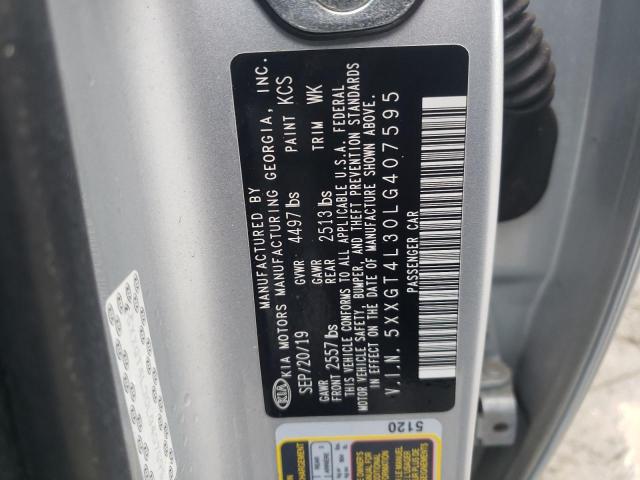 MANUFACTURED BY
KIA KIA MOTORS MANUFACTURING GEORGIA, INC.
SEP/20/19 GVWR 4497 lbs PAINT KCS
GAWR FRONT 2557 lbs GAWR REAR 2513 lbs TRIM WK
THIS VEHICLE CONFORMS TO ALL APPLICABLE U.S.A. FEDERAL
MOTOR VEHICLE SAFETY, BUMPER, AND THEFT PREVENTION STANDARDS
IN EFFECT ON THE DATE OF MANUFACTURE SHOWN ABOVE.
V.I.N. 5XXGT4L30LG407595
PASSENGER CAR
5120